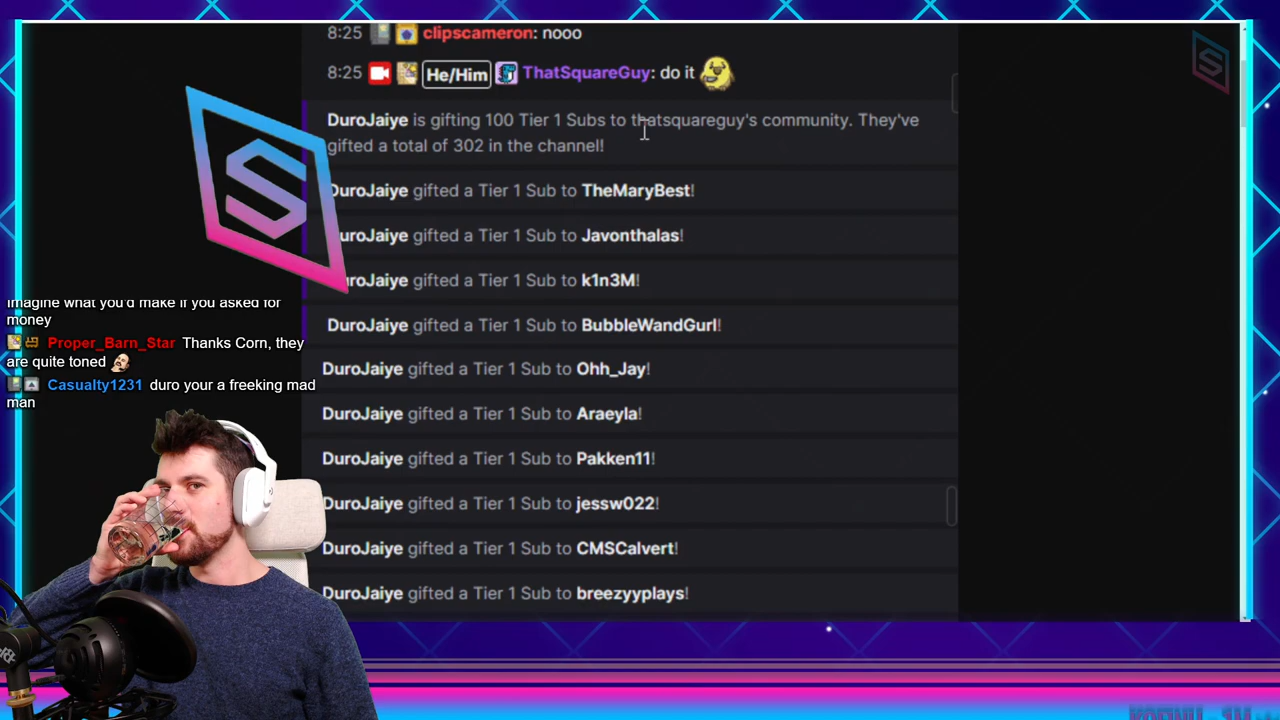 8:25 clipscameron: nooo
8:25 He/Him ThatSquareGuy: do it
DuroJaiye is gifting 100 Tier 1 Subs to thatsquareguy's community. They've
gifted a total of 302 in the channel!
DuroJaiye gifted a Tier 1 Sub to TheMaryBest!
uroJaiye gifted a Tier 1 Sub to Javonthalas!
uroJaiye gifted a Tier 1 Sub to k1n3M!
DuroJaiye gifted a Tier 1 Sub to BubbleWandGurl!
DuroJaiye gifted a Tier 1 Sub to Ohh_Jay!
DuroJaiye gifted a Tier 1 Sub to Araeyla!
DuroJaiye gifted a Tier 1 Sub to Pakken11!
DuroJaiye gifted a Tier 1 Sub to jessw022!
DuroJaiye gifted a Tier 1 Sub to CMSCalvert!
DuroJaiye gifted a Tier 1 Sub to breezyyplays!
Imagine what you'd make if you asked for
money
Proper_Barn_Star Thanks Corn, they
are quite toned
Casualty1231 duro your a freeking mad
man